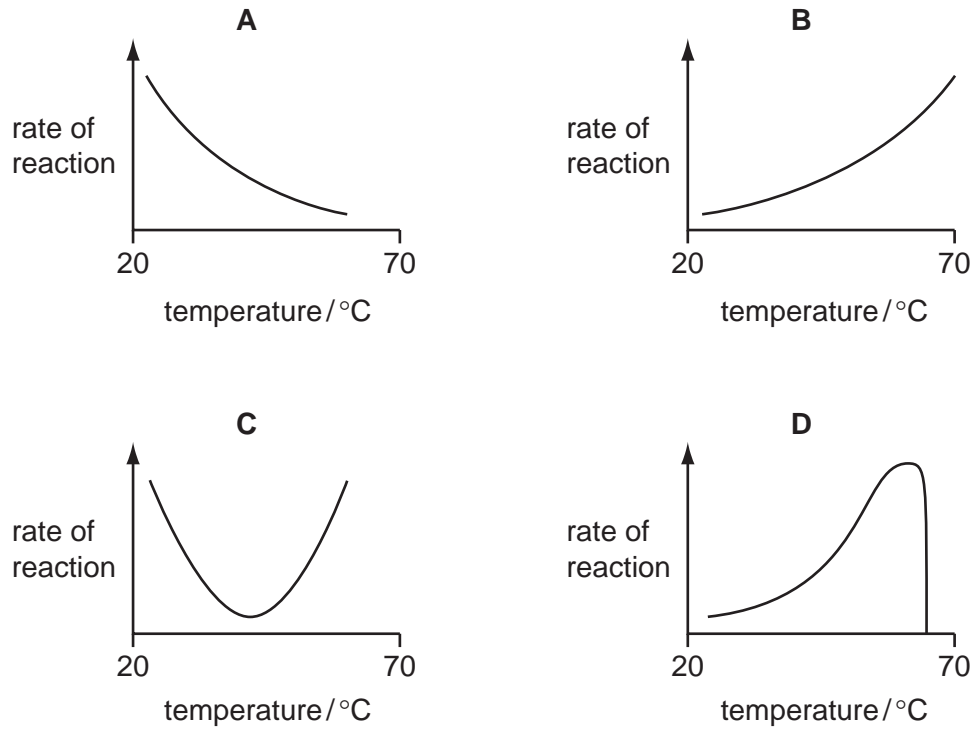 A
rate of
reaction
20
70
temperature / °C
B
rate of
reaction
20
70
temperature / °C
C
rate of
reaction
20
70
temperature / °C
D
rate of
reaction
20
70
temperature / °C